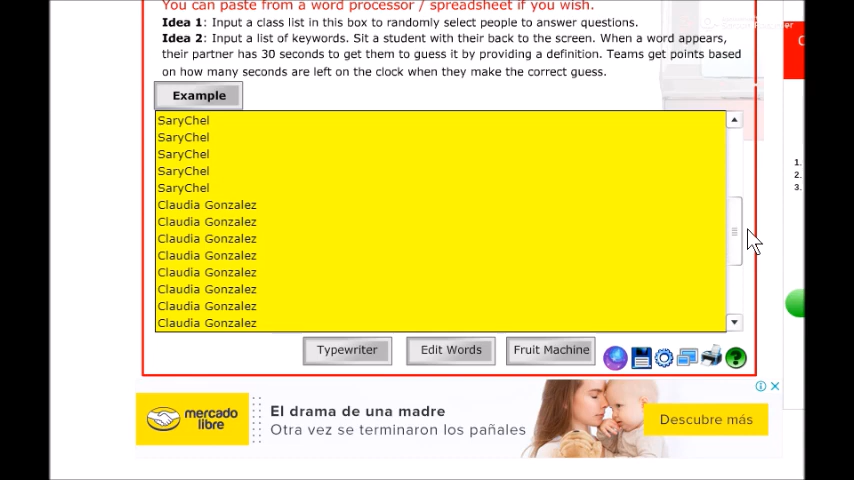 You can paste from a word processor / spreadsheet if you wish.
Idea 1: Input a class list in this box to randomly select people to answer questions.
Idea 2: Input a list of keywords. Sit a student with their back to the screen. When a word appears,
their partner has 30 seconds to get them to guess it by providing a definition. Teams get points based
on how many seconds are left on the clock when they make the correct guess.
Example
SaryChel
SaryChel
SaryChel
SaryChel
SaryChel
Claudia Gonzalez
Claudia Gonzalez
Claudia Gonzalez
Claudia Gonzalez
Claudia Gonzalez
Claudia Gonzalez
Claudia Gonzalez
Claudia Gonzalez
1.
2.
3.
Typewriter
Edit Words
Fruit Machine
?
mercado
libre
El drama de una madre
Otra vez se terminaron los pañales
Descubre más